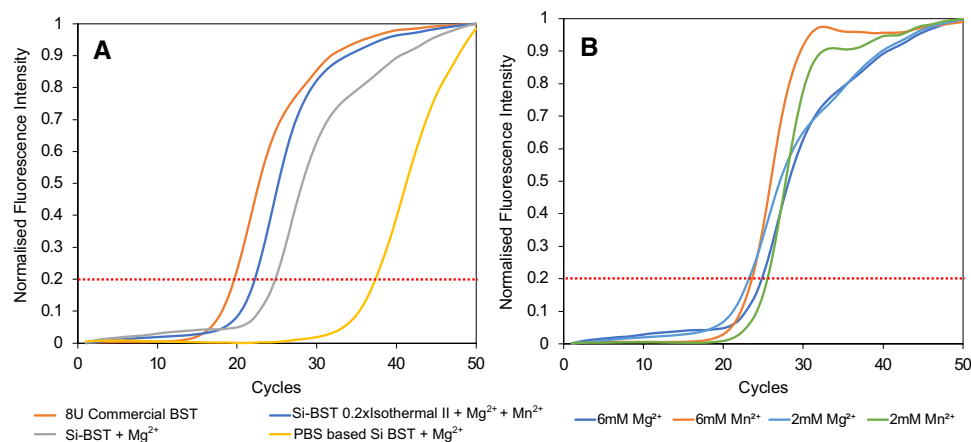 A
Normalised Fluorescence Intensity
1
0.9
0.8
0.7
0.6
0.5
0.4
0.3
0.2
0.1
0
0 10 20 30 40 50
Cycles
8U Commercial BST
Si-BST 0.2xIsothermal II + Mg²⁺ + Mn²⁺
Si-BST + Mg²⁺
PBS based Si BST + Mg²⁺
B
Normalised Fluorescence Intensity
1
0.9
0.8
0.7
0.6
0.5
0.4
0.3
0.2
0.1
0
0 10 20 30 40 50
Cycles
6mM Mg²⁺ 6mM Mn²⁺ 2mM Mg²⁺ 2mM Mn²⁺